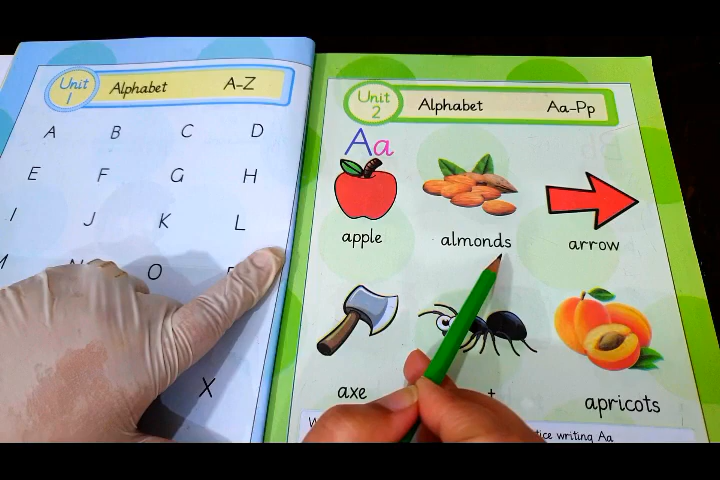 Unit
1
Alphabet
A-Z
A B C D
E F G H
I J K L
M N O
X
Unit
2
Alphabet
Aa-Pp
Aa
apple
almonds
arrow
axe
apricots
writing Aa